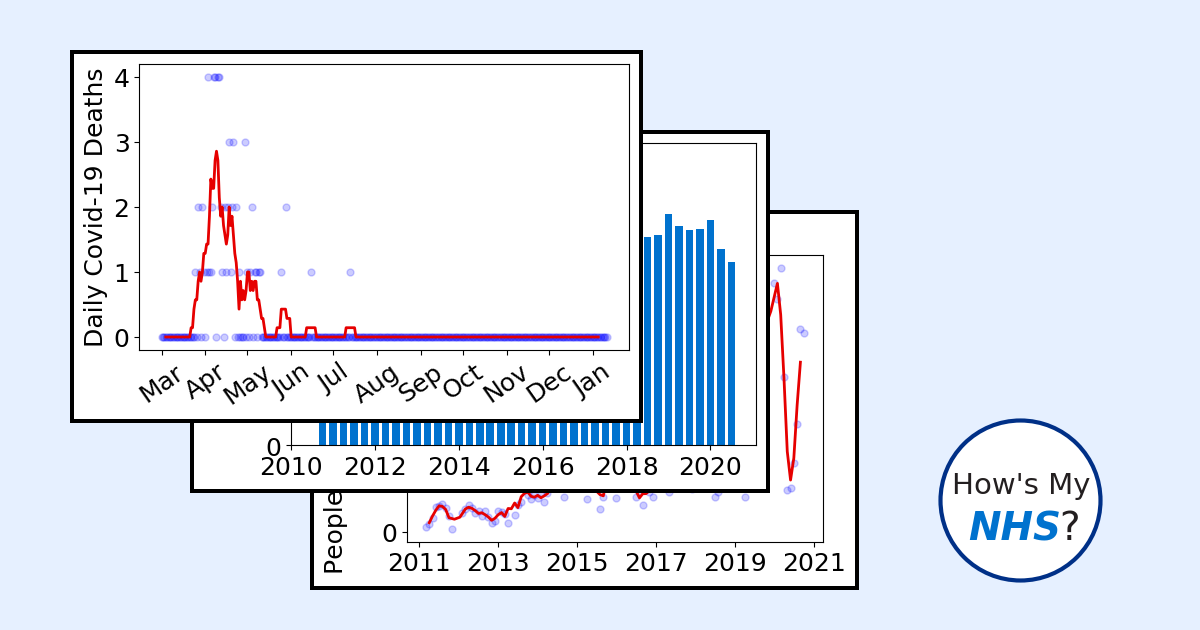 Daily Covid-19 Deaths
4
3
2
1
0
Mar Apr May Jun Jul Aug Sep Oct Nov Dec Jan
0
2010 2012 2014 2016 2018 2020
People
0
2011 2013 2015 2017 2019 2021
How's My
NHS?